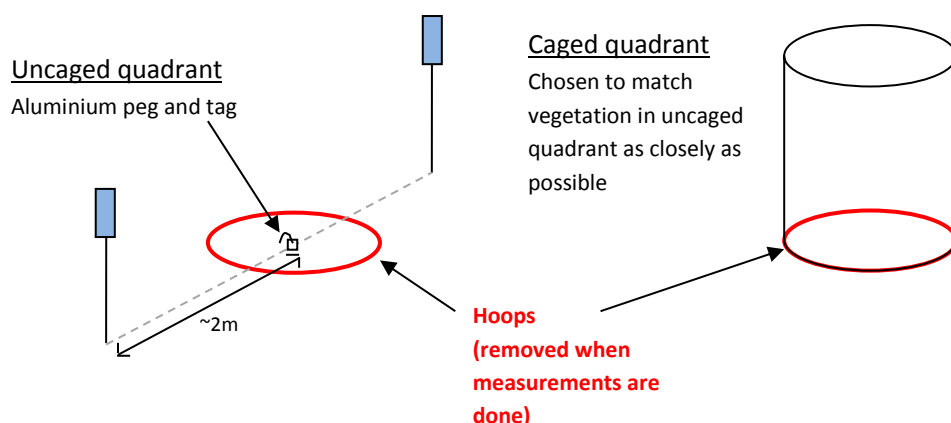 Uncaged quadrant
Aluminium peg and tag
~2m
Caged quadrant
Chosen to match
vegetation in uncaged
quadrant as closely as
possible
Hoops
(removed when
measurements are
done)